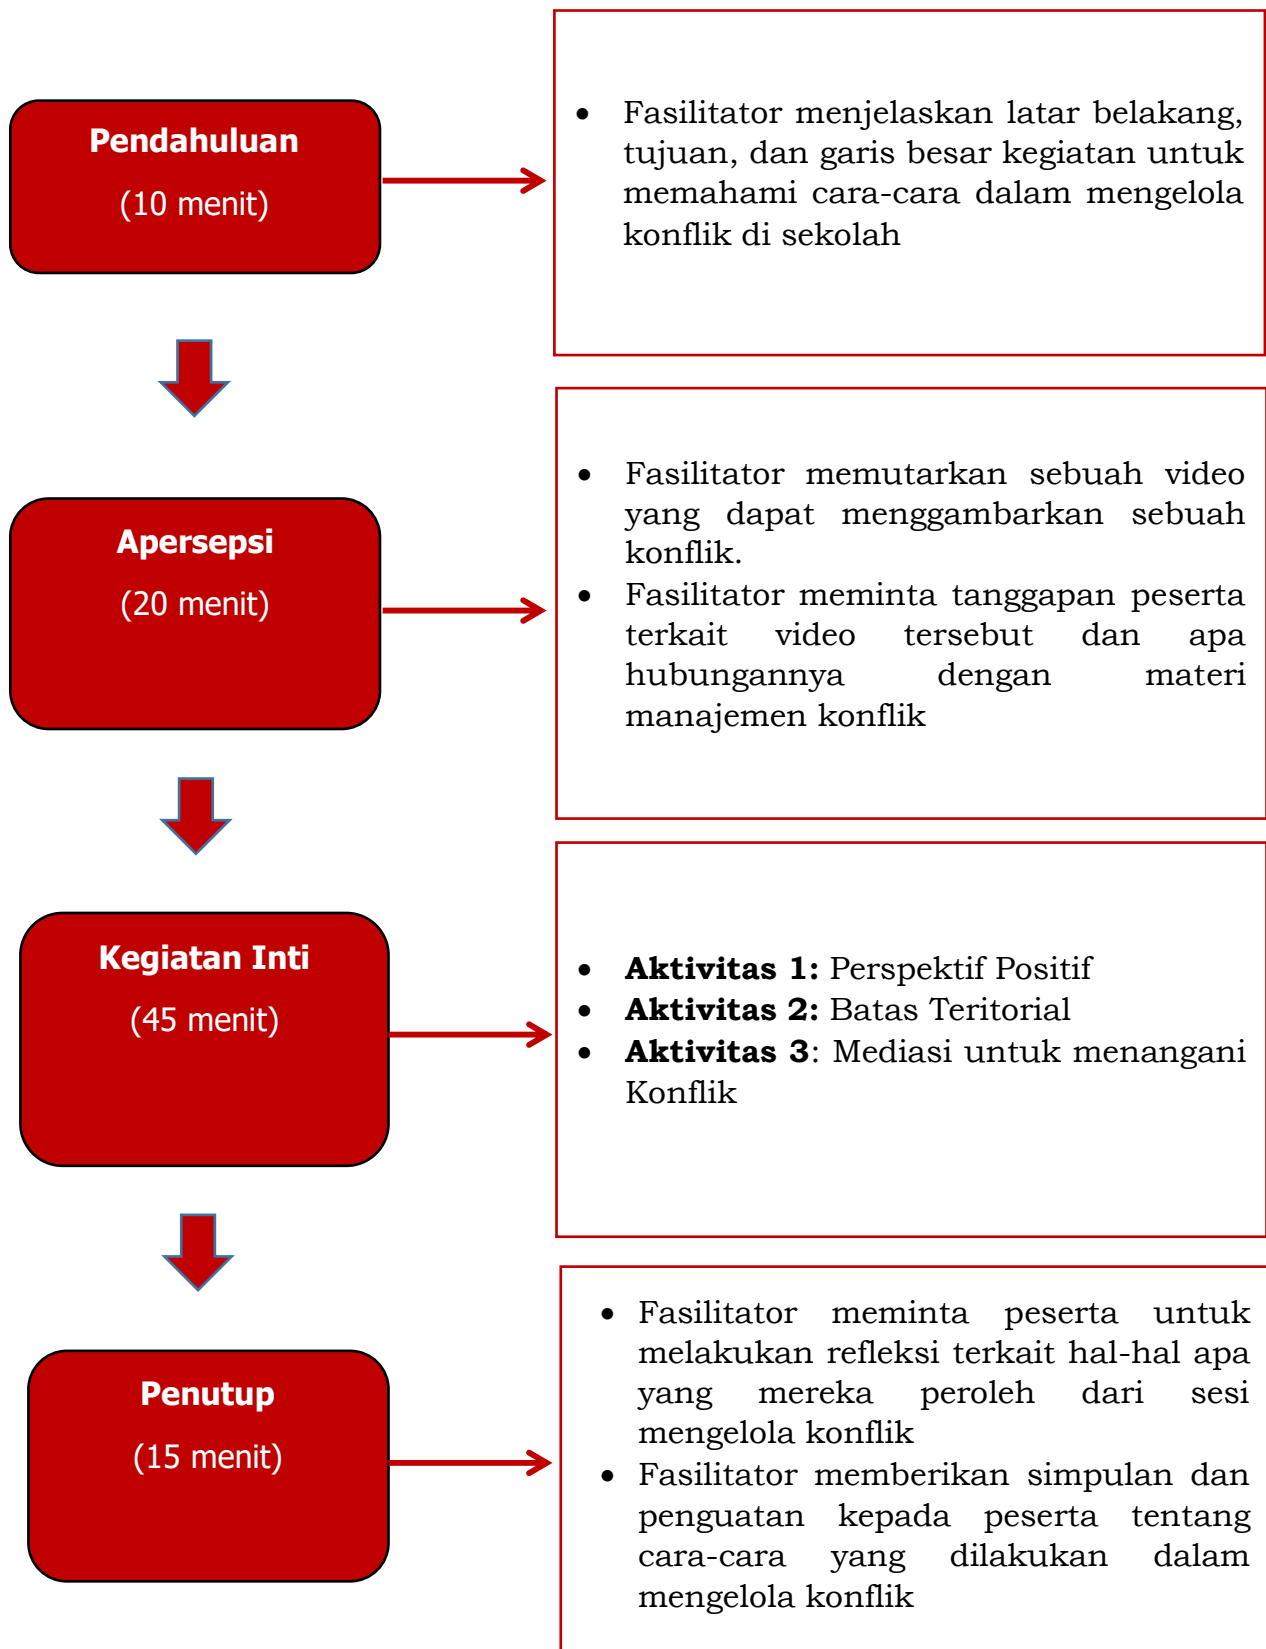 Pendahuluan
(10 menit)
• Fasilitator menjelaskan latar belakang,
tujuan, dan garis besar kegiatan untuk
memahami cara-cara dalam mengelola
konflik di sekolah
Apersepsi
(20 menit)
• Fasilitator memutarkan sebuah video
yang dapat menggambarkan sebuah
konflik.
• Fasilitator meminta tanggapan peserta
terkait video tersebut dan apa
hubungannya dengan materi
manajemen konflik
Kegiatan Inti
(45 menit)
• Aktivitas 1: Perspektif Positif
• Aktivitas 2: Batas Teritorial
• Aktivitas 3: Mediasi untuk menangani
Konflik
Penutup
(15 menit)
• Fasilitator meminta peserta untuk
melakukan refleksi terkait hal-hal apa
yang mereka peroleh dari sesi
mengelola konflik
• Fasilitator memberikan simpulan dan
penguatan kepada peserta tentang
cara-cara yang dilakukan dalam
mengelola konflik